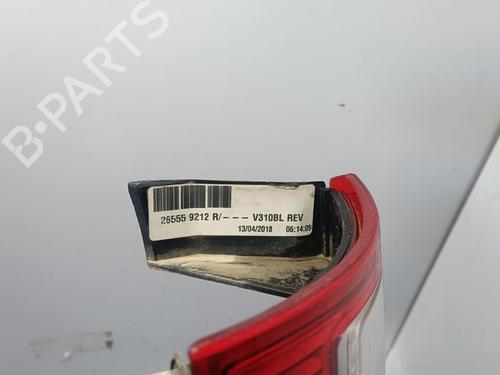 B-PARTS
26555 9212 R/--- V310BL REV
13/04/2018 06:14:09